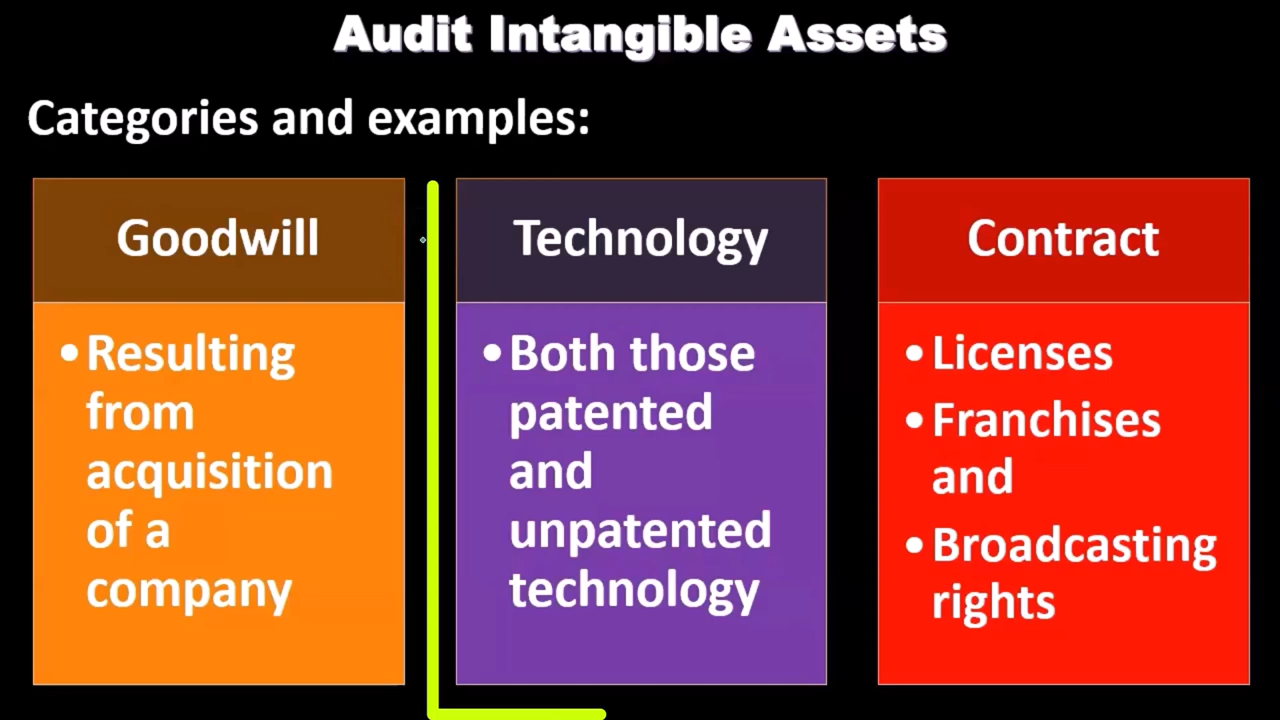 Audit Intangible Assets
Categories and examples:
Goodwill
•Resulting
from
acquisition
of a
company
Technology
•Both those
patented
and
unpatented
technology
Contract
•Licenses
•Franchises
and
•Broadcasting
rights